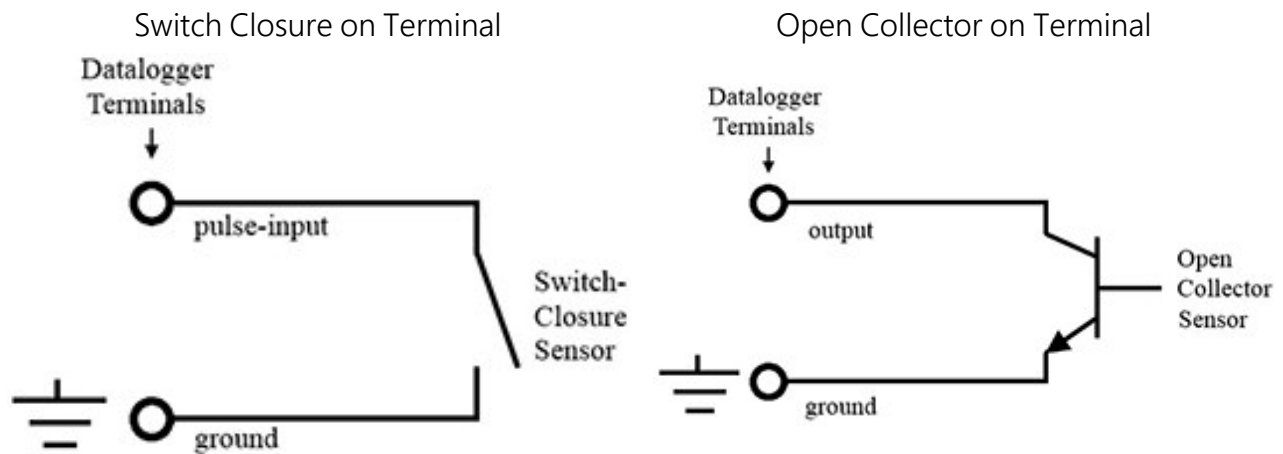 Switch Closure on Terminal
Datalogger
Terminals
pulse-input
Switch-
Closure
Sensor
ground
Open Collector on Terminal
Datalogger
Terminals
output
Open
Collector
Sensor
ground